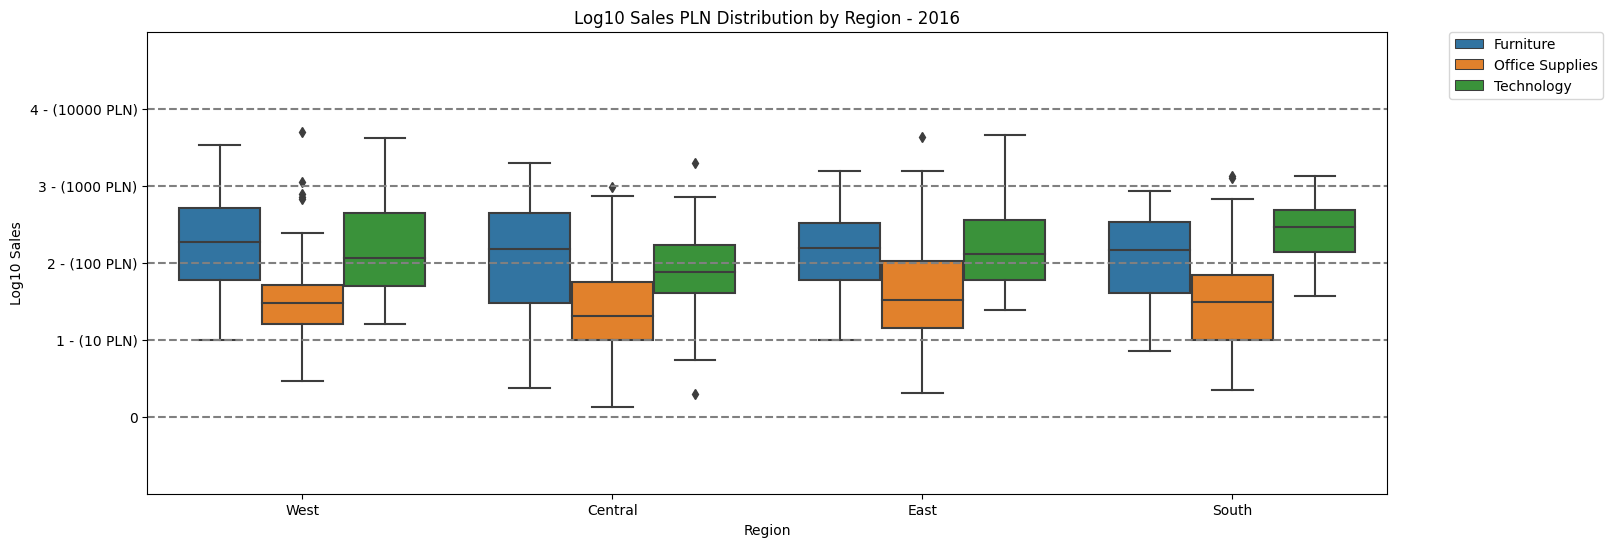 Log10 Sales PLN Distribution by Region - 2016
Furniture
Office Supplies
Technology
Log10 Sales
4 - (10000 PLN)
3 - (1000 PLN)
2 - (100 PLN)
1 - (10 PLN)
0
West
Central
East
South
Region